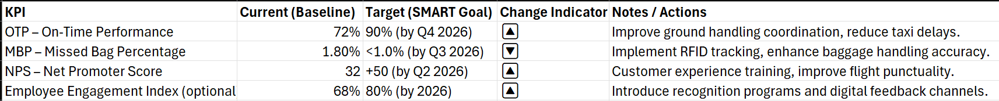 KPI Current (Baseline) Target (SMART Goal) Change Indicator Notes / Actions
OTP – On-Time Performance 72% 90% (by Q4 2026) 🔼 Improve ground handling coordination, reduce taxi delays.
MBP – Missed Bag Percentage 1.80% <1.0% (by Q3 2026) 🔽 Implement RFID tracking, enhance baggage handling accuracy.
NPS – Net Promoter Score 32 +50 (by Q2 2026) 🔼 Customer experience training, improve flight punctuality.
Employee Engagement Index (optional 68% 80% (by 2026) 🔼 Introduce recognition programs and digital feedback channels.